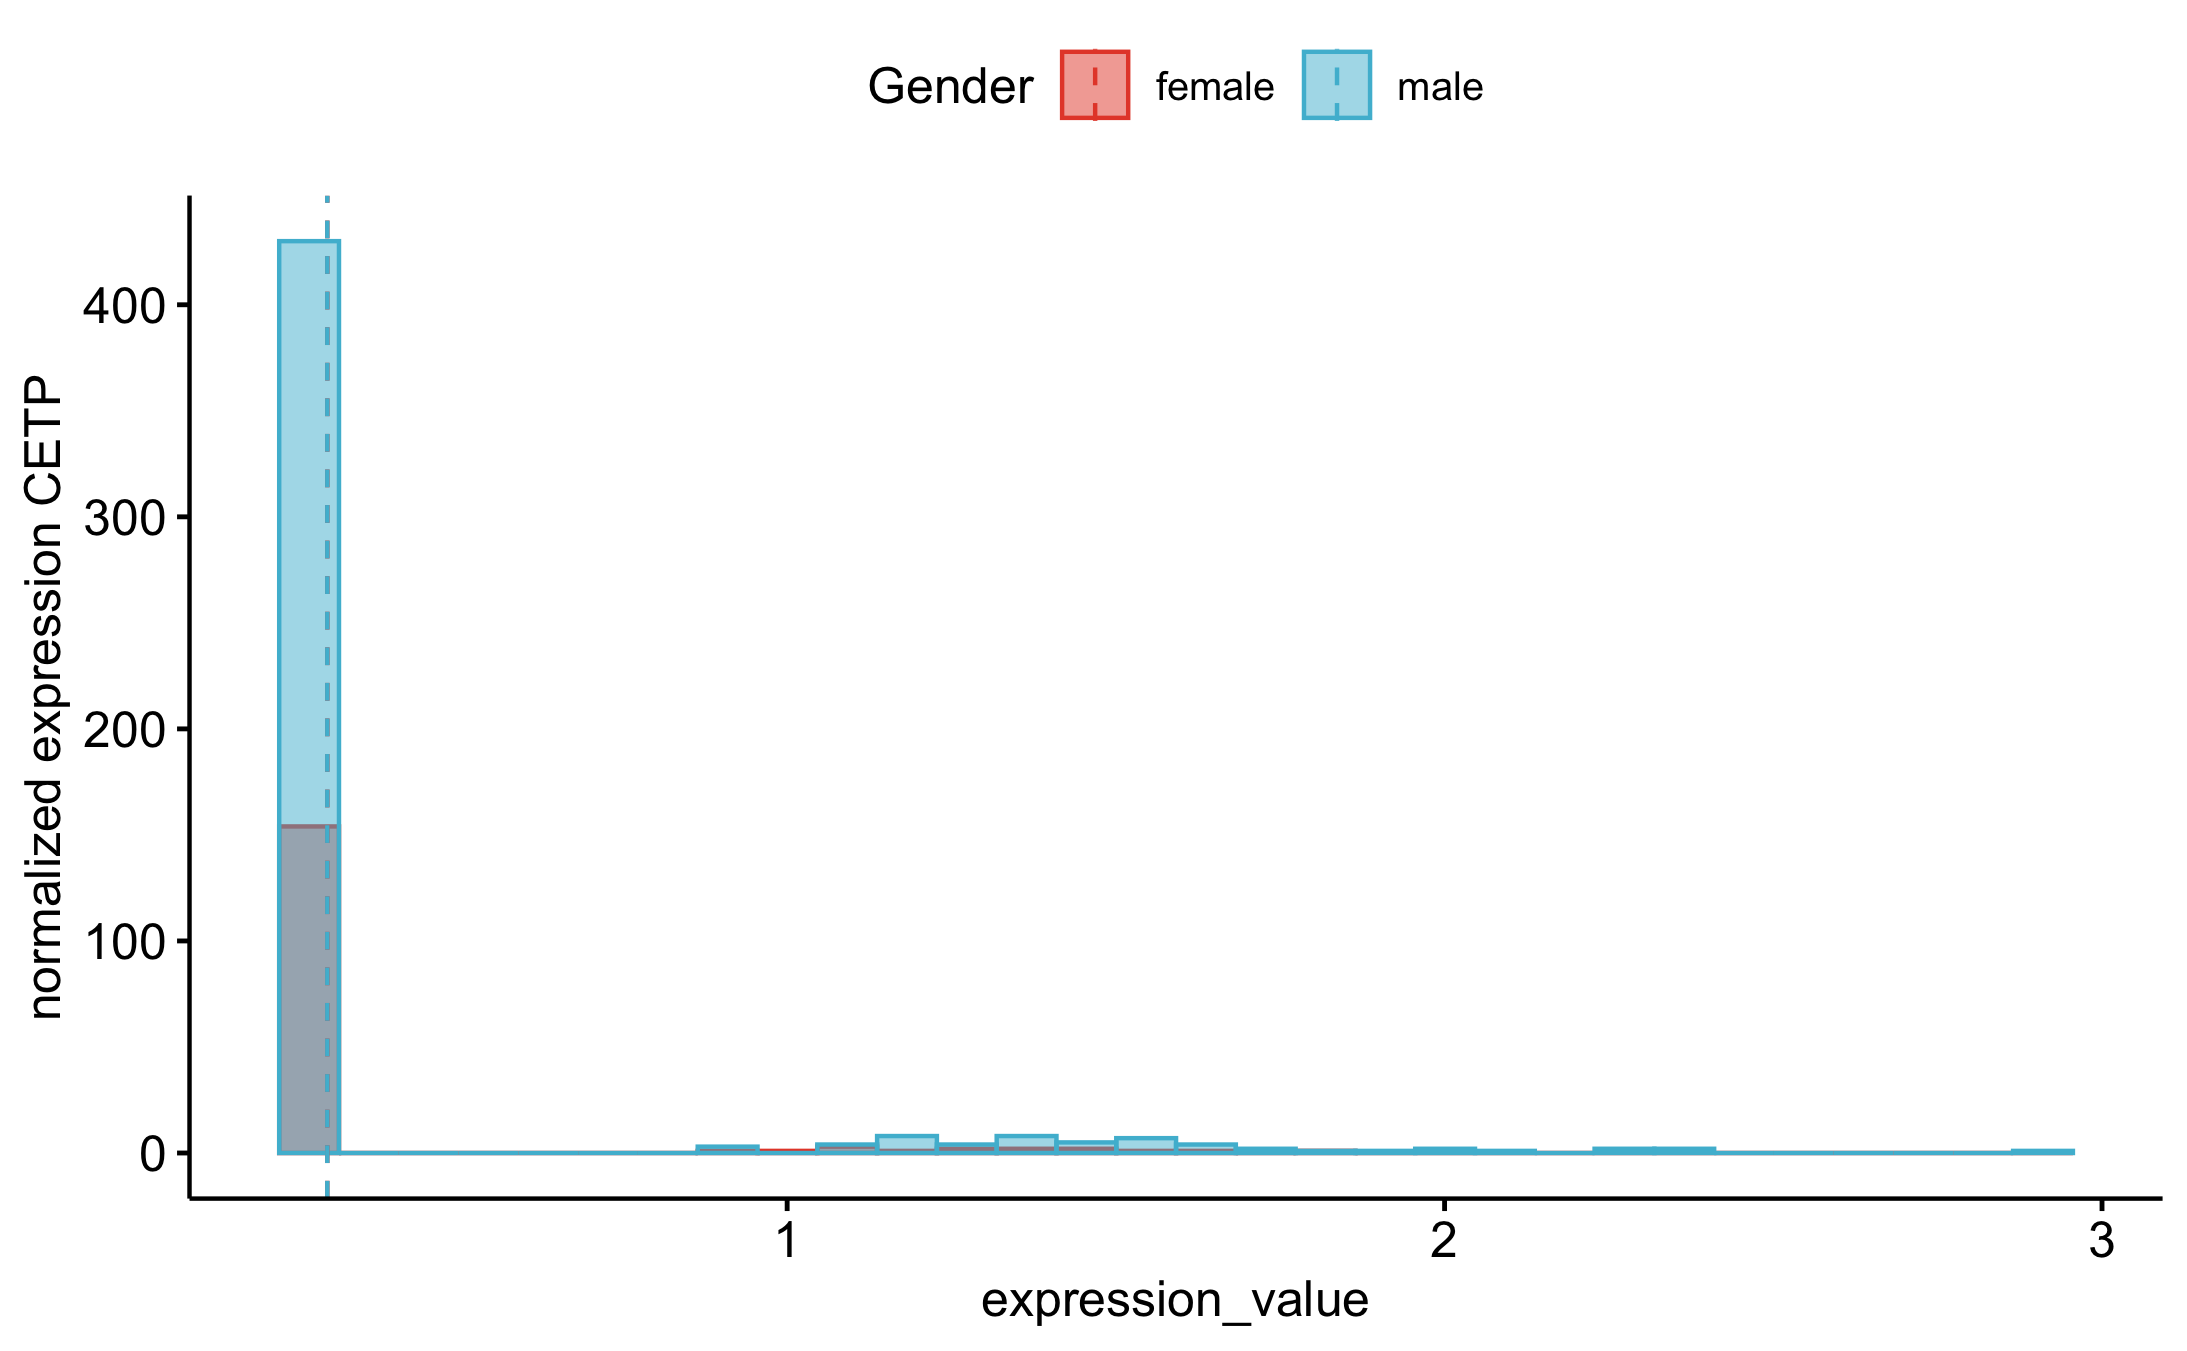 Gender female male
normalized expression CETP
400
300
200
100
0
1 2 3
expression_value